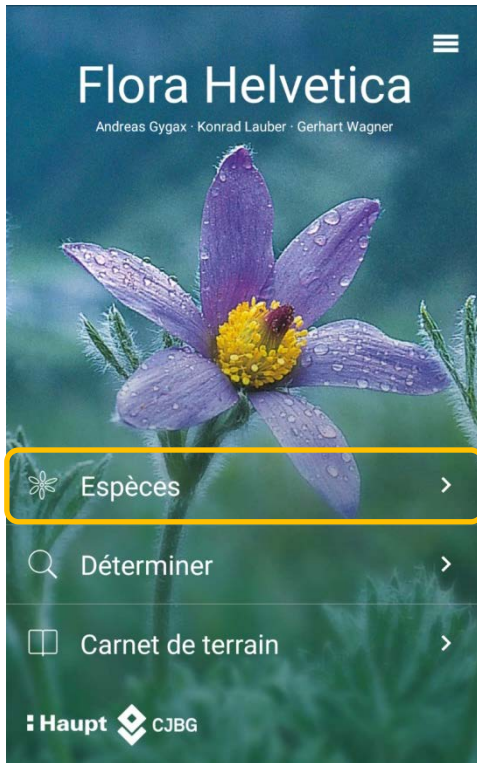 Flora Helvetica
Andreas Gygax · Konrad Lauber · Gerhart Wagner
Espèces
Déterminer
Carnet de terrain
Haupt CJBG